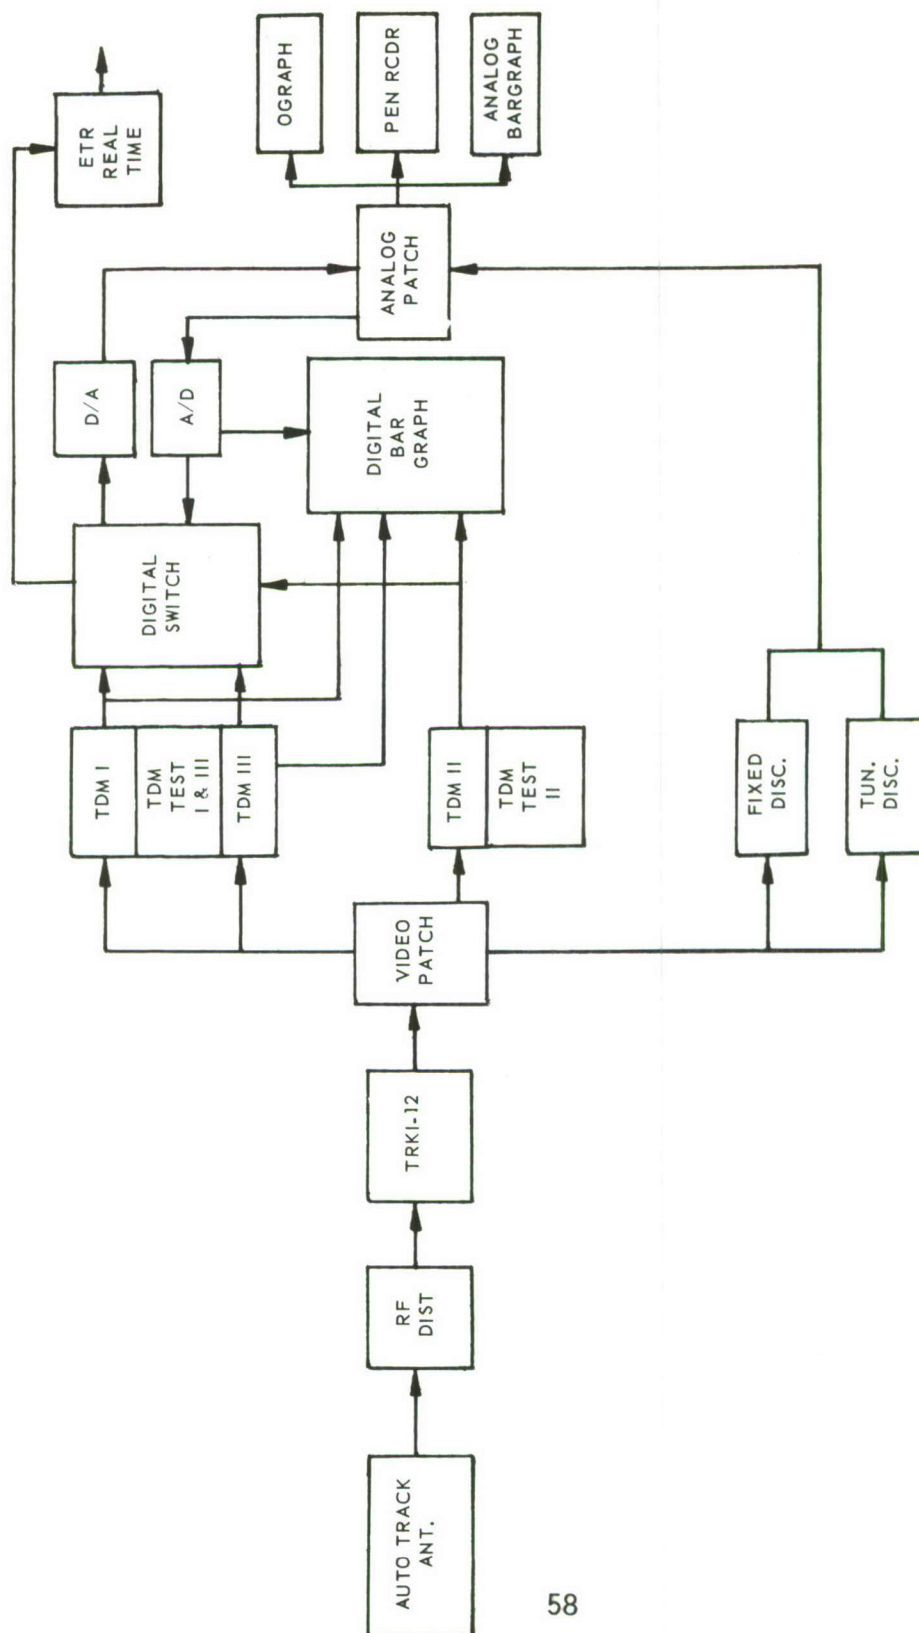 AUTO TRACK
ANT.
RF
DIST
TRKI-12
VIDEO
PATCH
TDM I
TDM
TEST
I & III
TDM III
TDM II
TDM
TEST
II
FIXED
DISC.
TUN.
DISC.
DIGITAL
SWITCH
D/A
A/D
DIGITAL
BAR
GRAPH
ETR
REAL
TIME
ANALOG
PATCH
OGRAPH
PEN RCDR
ANALOG
BARGRAPH
58